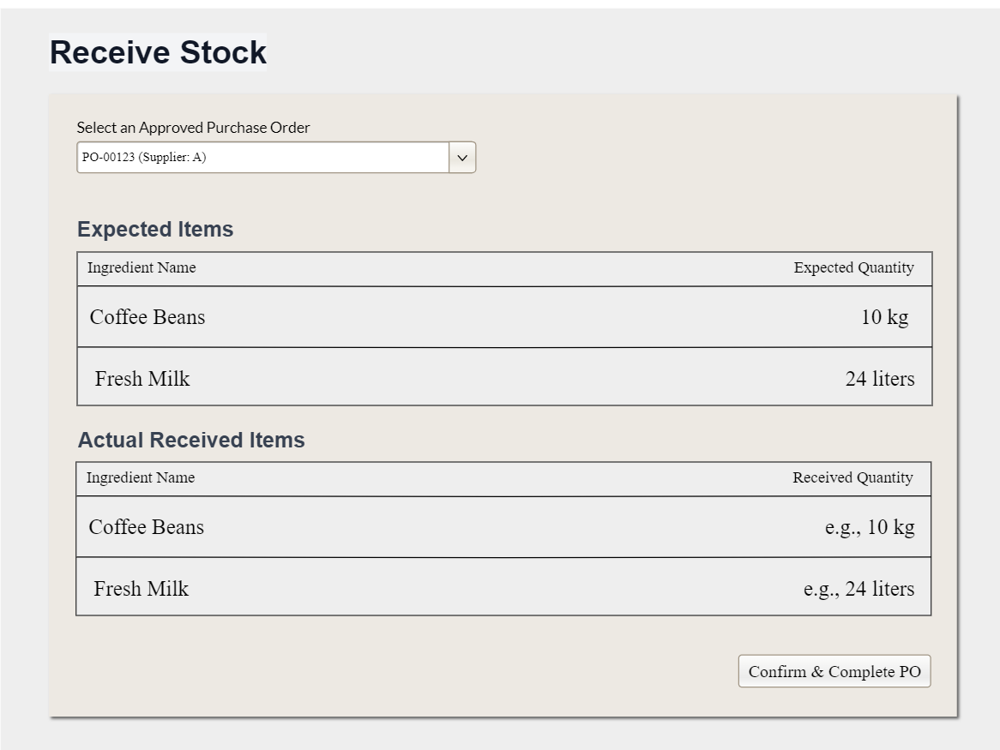 Receive Stock
Select an Approved Purchase Order
PO-00123 (Supplier: A)
Expected Items
Ingredient Name Expected Quantity
Coffee Beans 10 kg
Fresh Milk 24 liters
Actual Received Items
Ingredient Name Received Quantity
Coffee Beans e.g., 10 kg
Fresh Milk e.g., 24 liters
Confirm & Complete PO